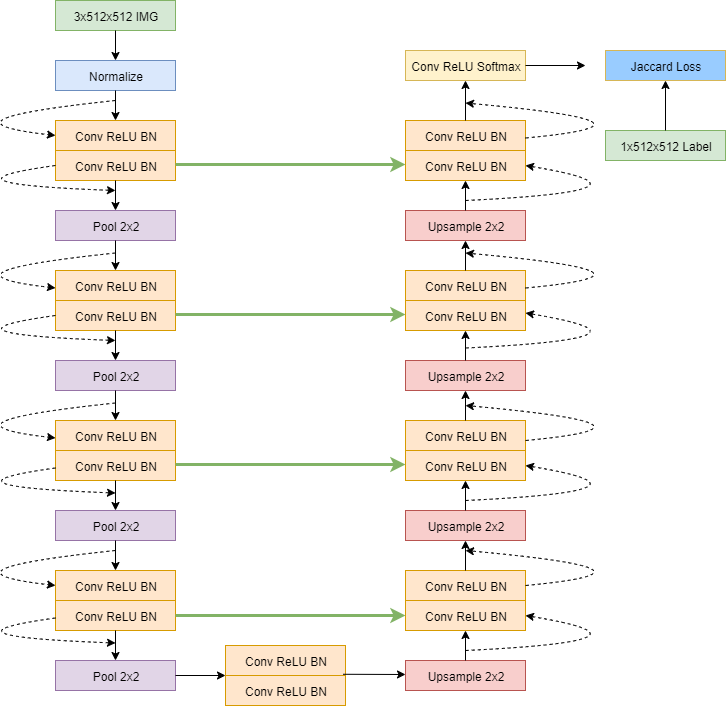 3x512x512 IMG
Normalize
Conv ReLU BN
Conv ReLU BN
Pool 2x2
Conv ReLU BN
Conv ReLU BN
Pool 2x2
Conv ReLU BN
Conv ReLU BN
Pool 2x2
Conv ReLU BN
Conv ReLU BN
Pool 2x2
Conv ReLU BN
Conv ReLU BN
Conv ReLU Softmax
Conv ReLU BN
Conv ReLU BN
Upsample 2x2
Conv ReLU BN
Conv ReLU BN
Upsample 2x2
Conv ReLU BN
Conv ReLU BN
Upsample 2x2
Conv ReLU BN
Conv ReLU BN
Upsample 2x2
Jaccard Loss
1x512x512 Label